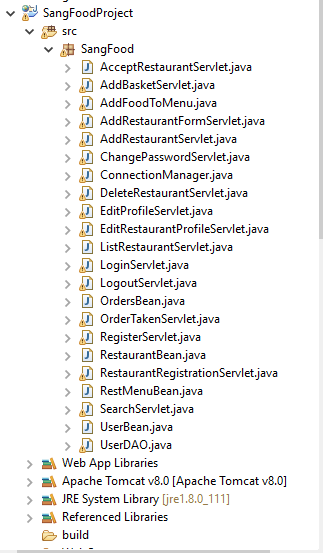 SangFoodProject
src
SangFood
AcceptRestaurantServlet.java
AddBasketServlet.java
AddFoodToMenu.java
AddRestaurantFormServlet.java
AddRestaurantServlet.java
ChangePasswordServlet.java
ConnectionManager.java
DeleteRestaurantServlet.java
EditProfileServlet.java
EditRestaurantProfileServlet.java
ListRestaurantServlet.java
LoginServlet.java
LogoutServlet.java
OrdersBean.java
OrderTakenServlet.java
RegisterServlet.java
RestaurantBean.java
RestaurantRegistrationServlet.java
RestMenuBean.java
SearchServlet.java
UserBean.java
UserDAO.java
Web App Libraries
Apache Tomcat v8.0 [Apache Tomcat v8.0]
JRE System Library [jre1.8.0_111]
Referenced Libraries
build